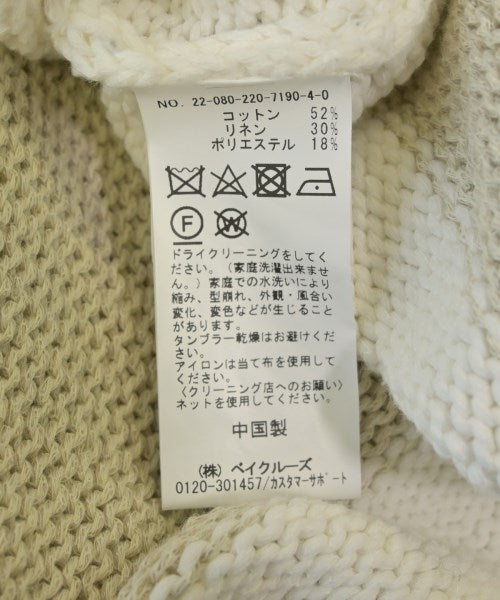 NO. 22-080-220-7190-4-0
コットン 52%
リネン 30%
ポリエステル 18%
F W
ドライクリーニングをしてく
ださい。（家庭洗濯出来ませ
ん。）家庭での水洗いにより
縮み、型崩れ、外観・風合い
変化、変色などが生じること
があります。
タンブラー乾燥はお避けくだ
さい。
アイロンは当て布を使用して
ください。
〈クリーニング店へのお願い〉
ネットを使用してください。
中国製
（株）ベイクルーズ
0120-301457/カスタマーサポート